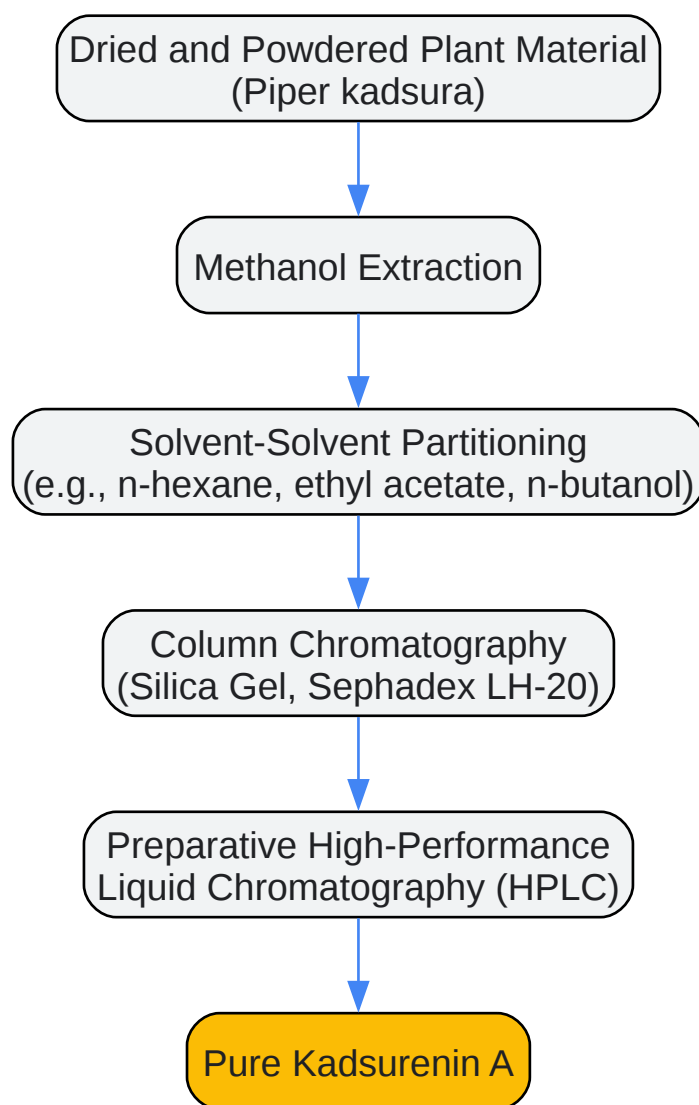 Dried and Powdered Plant Material
(Piper kadsura)
Methanol Extraction
Solvent-Solvent Partitioning
(e.g., n-hexane, ethyl acetate, n-butanol)
Column Chromatography
(Silica Gel, Sephadex LH-20)
Preparative High-Performance
Liquid Chromatography (HPLC)
Pure Kadsurenin A